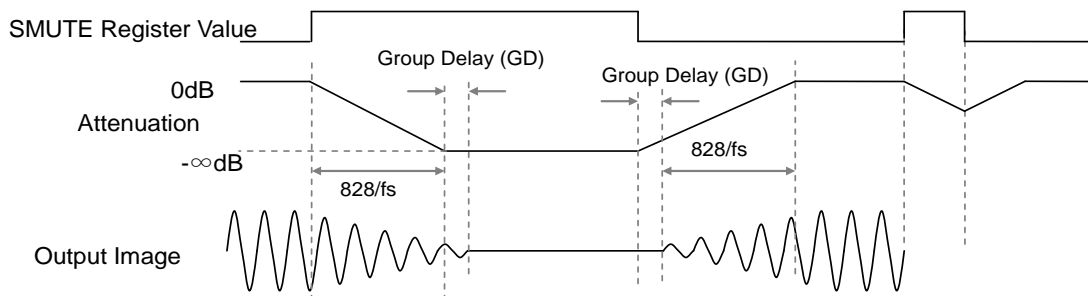 SMUTE Register Value
Group Delay (GD)
Group Delay (GD)
0dB
Attenuation
-∞dB
828/fs
828/fs
Output Image